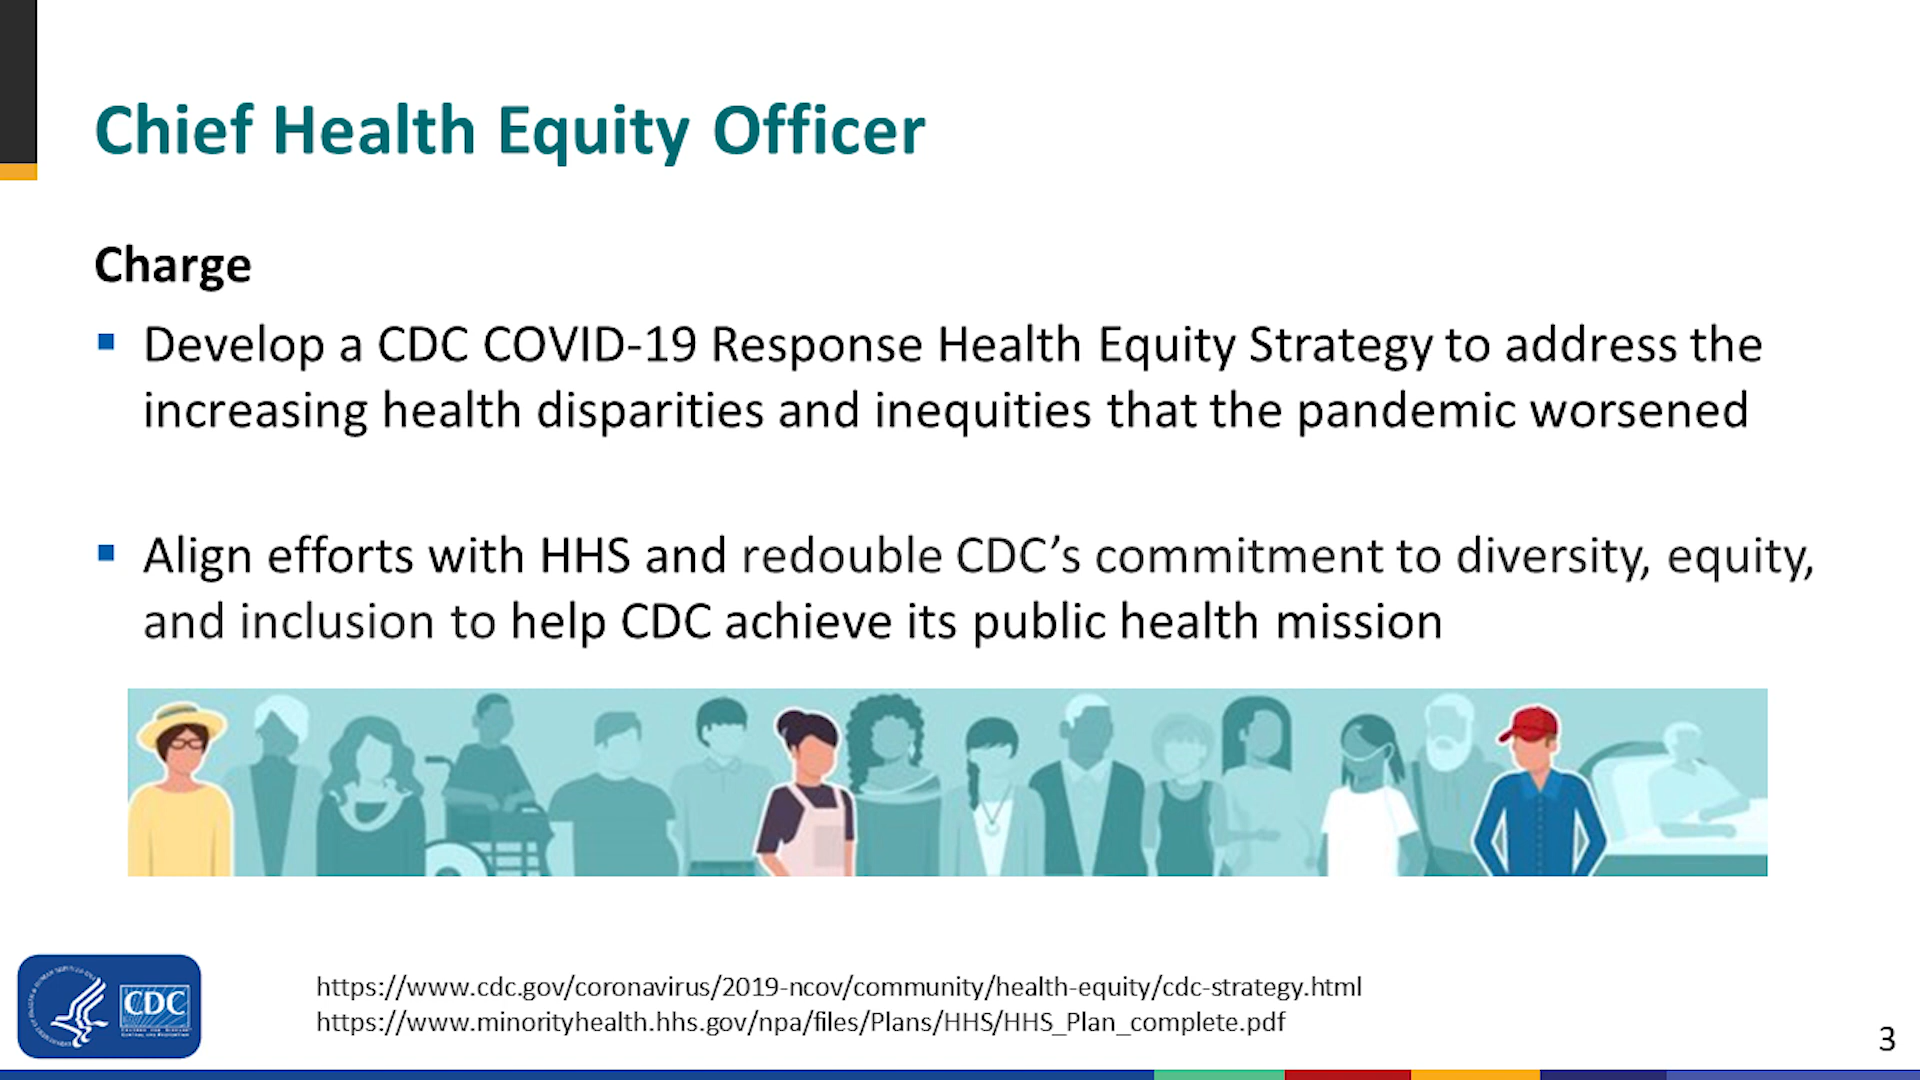 Chief Health Equity Officer
Charge
▪ Develop a CDC COVID-19 Response Health Equity Strategy to address the
increasing health disparities and inequities that the pandemic worsened
▪ Align efforts with HHS and redouble CDC’s commitment to diversity, equity,
and inclusion to help CDC achieve its public health mission
CDC
https://www.cdc.gov/coronavirus/2019-ncov/community/health-equity/cdc-strategy.html
https://www.minorityhealth.hhs.gov/npa/files/Plans/HHS/HHS_Plan_complete.pdf
3